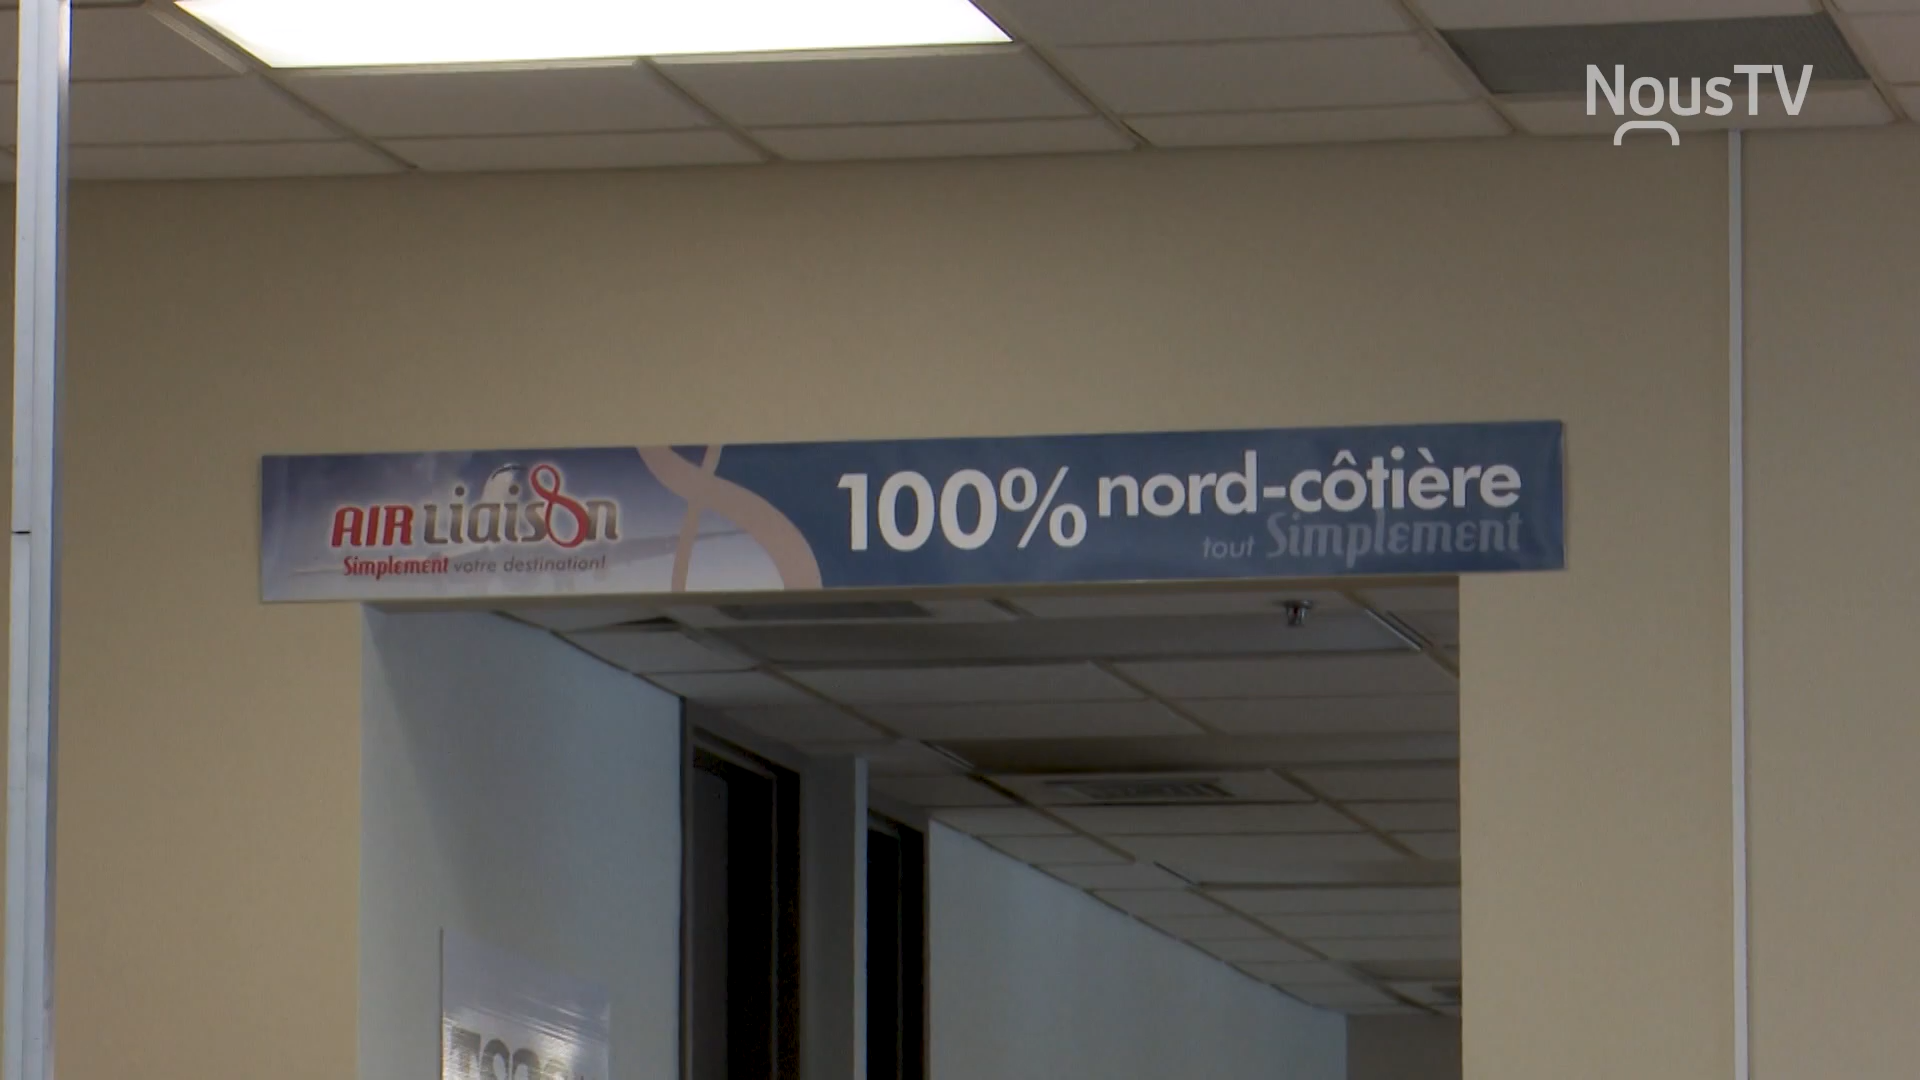 NousTV
AIR Liaison
Simplement votre destination!
100% nord-côtière
tout Simplement